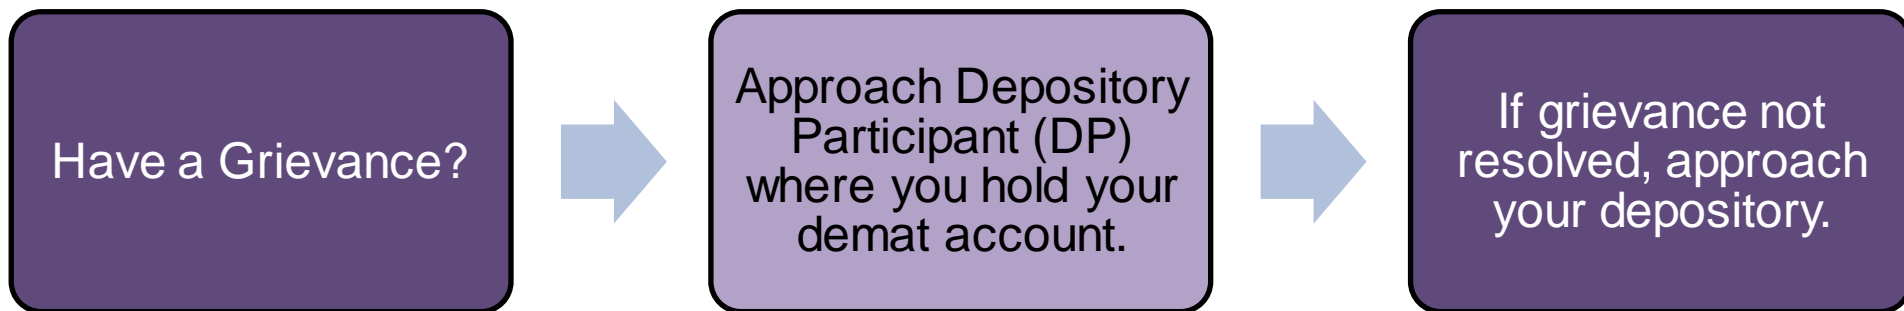 Have a Grievance?
Approach Depository
Participant (DP)
where you hold your
demat account.
If grievance not
resolved, approach
your depository.